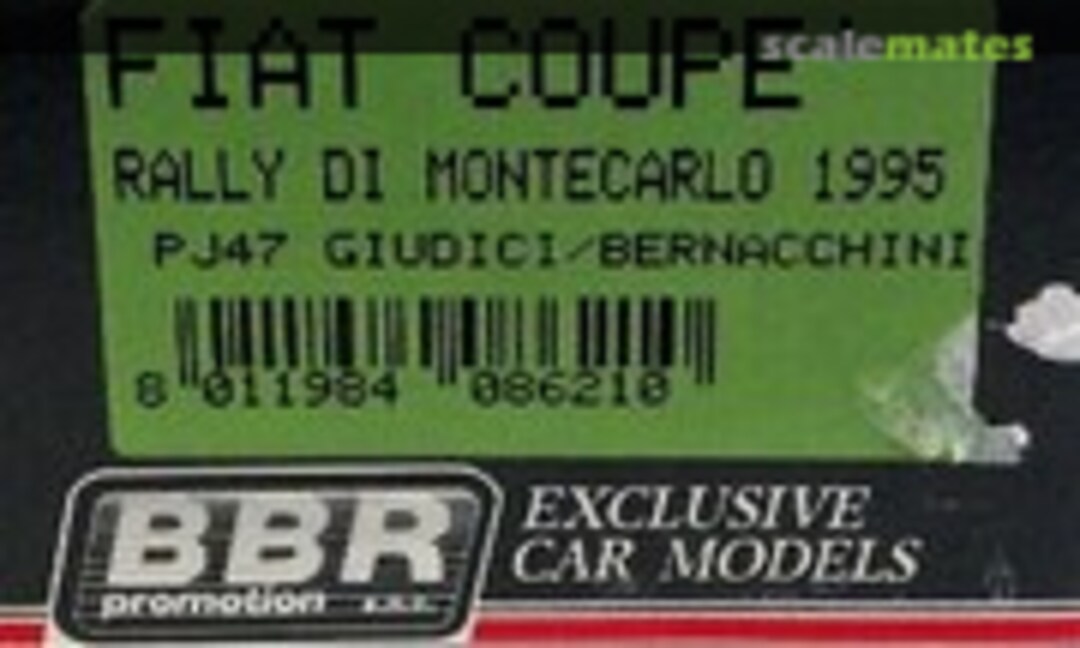 FIAT COUPE'
scalemates
RALLY DI MONTECARLO 1995
PJ47 GIUDICI/BERNACCHINI
8 011984 086210
BBR
promotion s.n.c.
EXCLUSIVE
CAR MODELS